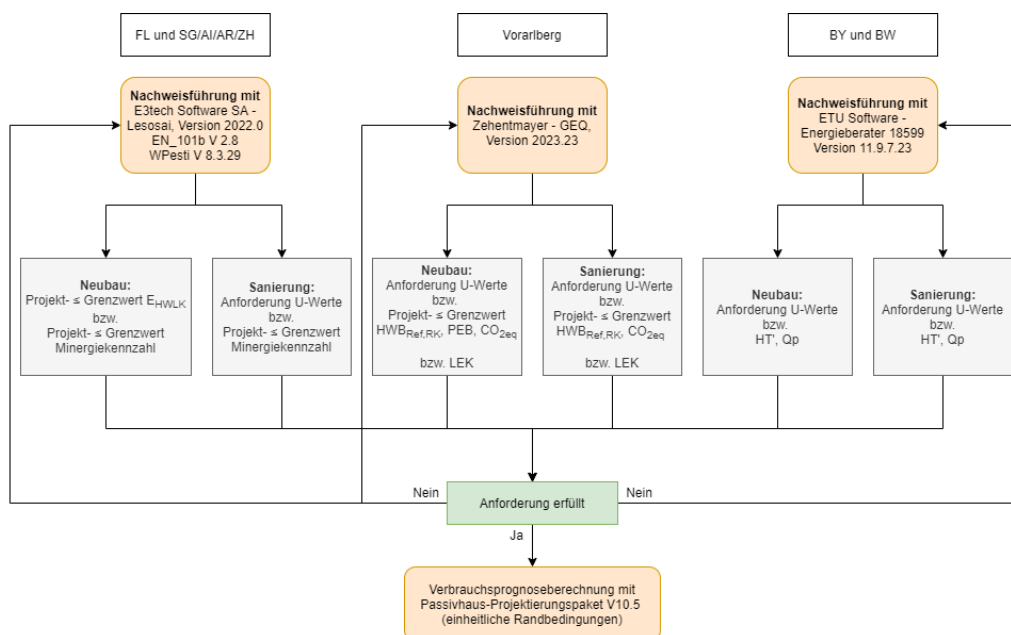 FL und SG/AI/AR/ZH
Vorarlberg
BY und BW
Nachweisführung mit
E3tech Software SA -
Lesosai, Version 2022.0
EN_101b V 2.8
WPesti V 8.3.29
Nachweisführung mit
Zehentmayer - GEQ,
Version 2023.23
Nachweisführung mit
ETU Software -
Energieberater 18599
Version 11.9.7.23
Neubau:
Projekt- ≤ Grenzwert E_HWLK
bzw.
Projekt- ≤ Grenzwert
Minergiekennzahl
Sanierung:
Anforderung U-Werte
bzw.
Projekt- ≤ Grenzwert
Minergiekennzahl
Neubau:
Anforderung U-Werte
bzw.
Projekt- ≤ Grenzwert
HWB_Ref,RK, PEB, CO_2eq
bzw. LEK
Sanierung:
Anforderung U-Werte
bzw.
Projekt- ≤ Grenzwert
HWB_Ref,RK, CO_2eq
bzw. LEK
Neubau:
Anforderung U-Werte
bzw.
HT', Qp
Sanierung:
Anforderung U-Werte
bzw.
HT', Qp
Nein
Anforderung erfüllt
Nein
Ja
Verbrauchsprognoseberechnung mit
Passivhaus-Projektierungspaket V10.5
(einheitliche Randbedingungen)